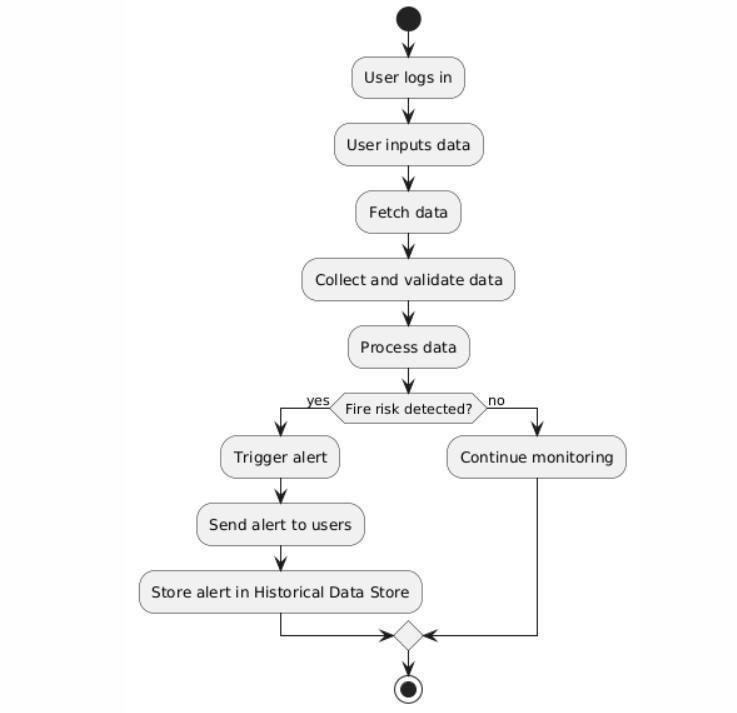 User logs in
User inputs data
Fetch data
Collect and validate data
Process data
yes
Fire risk detected?
no
Trigger alert
Continue monitoring
Send alert to users
Store alert in Historical Data Store